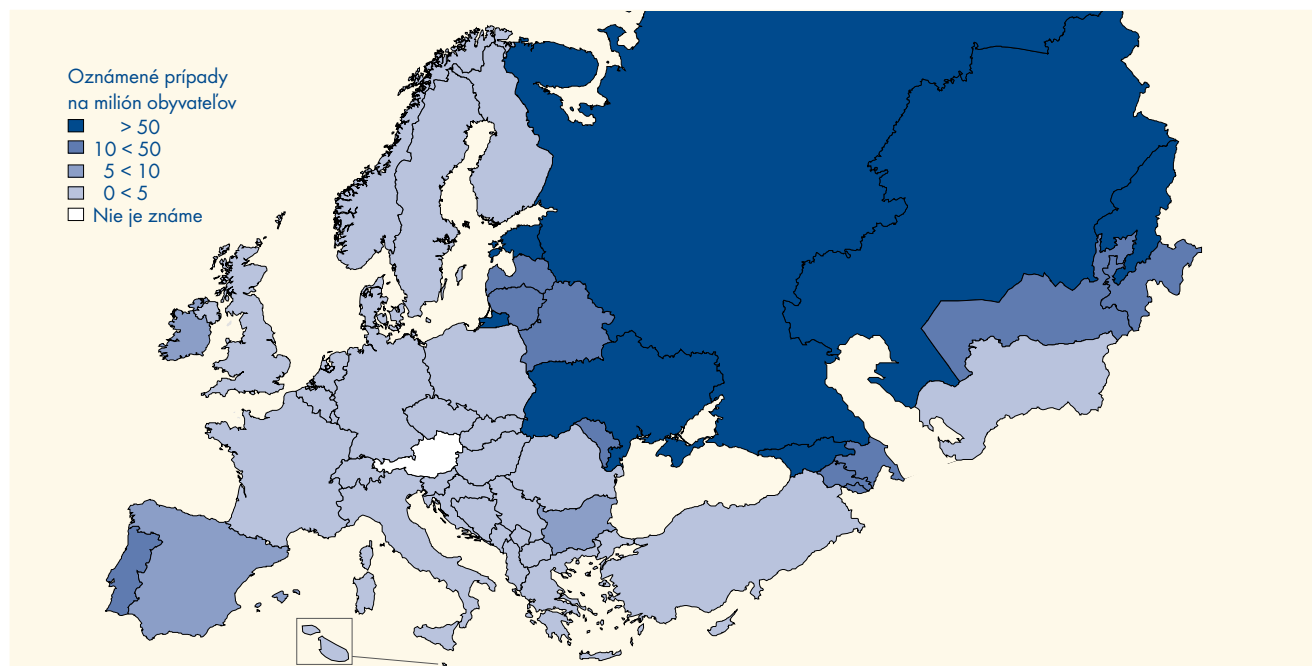 Oznámené prípady
na milión obyvateľov
> 50
10 < 50
5 < 10
0 < 5
Nie je známe